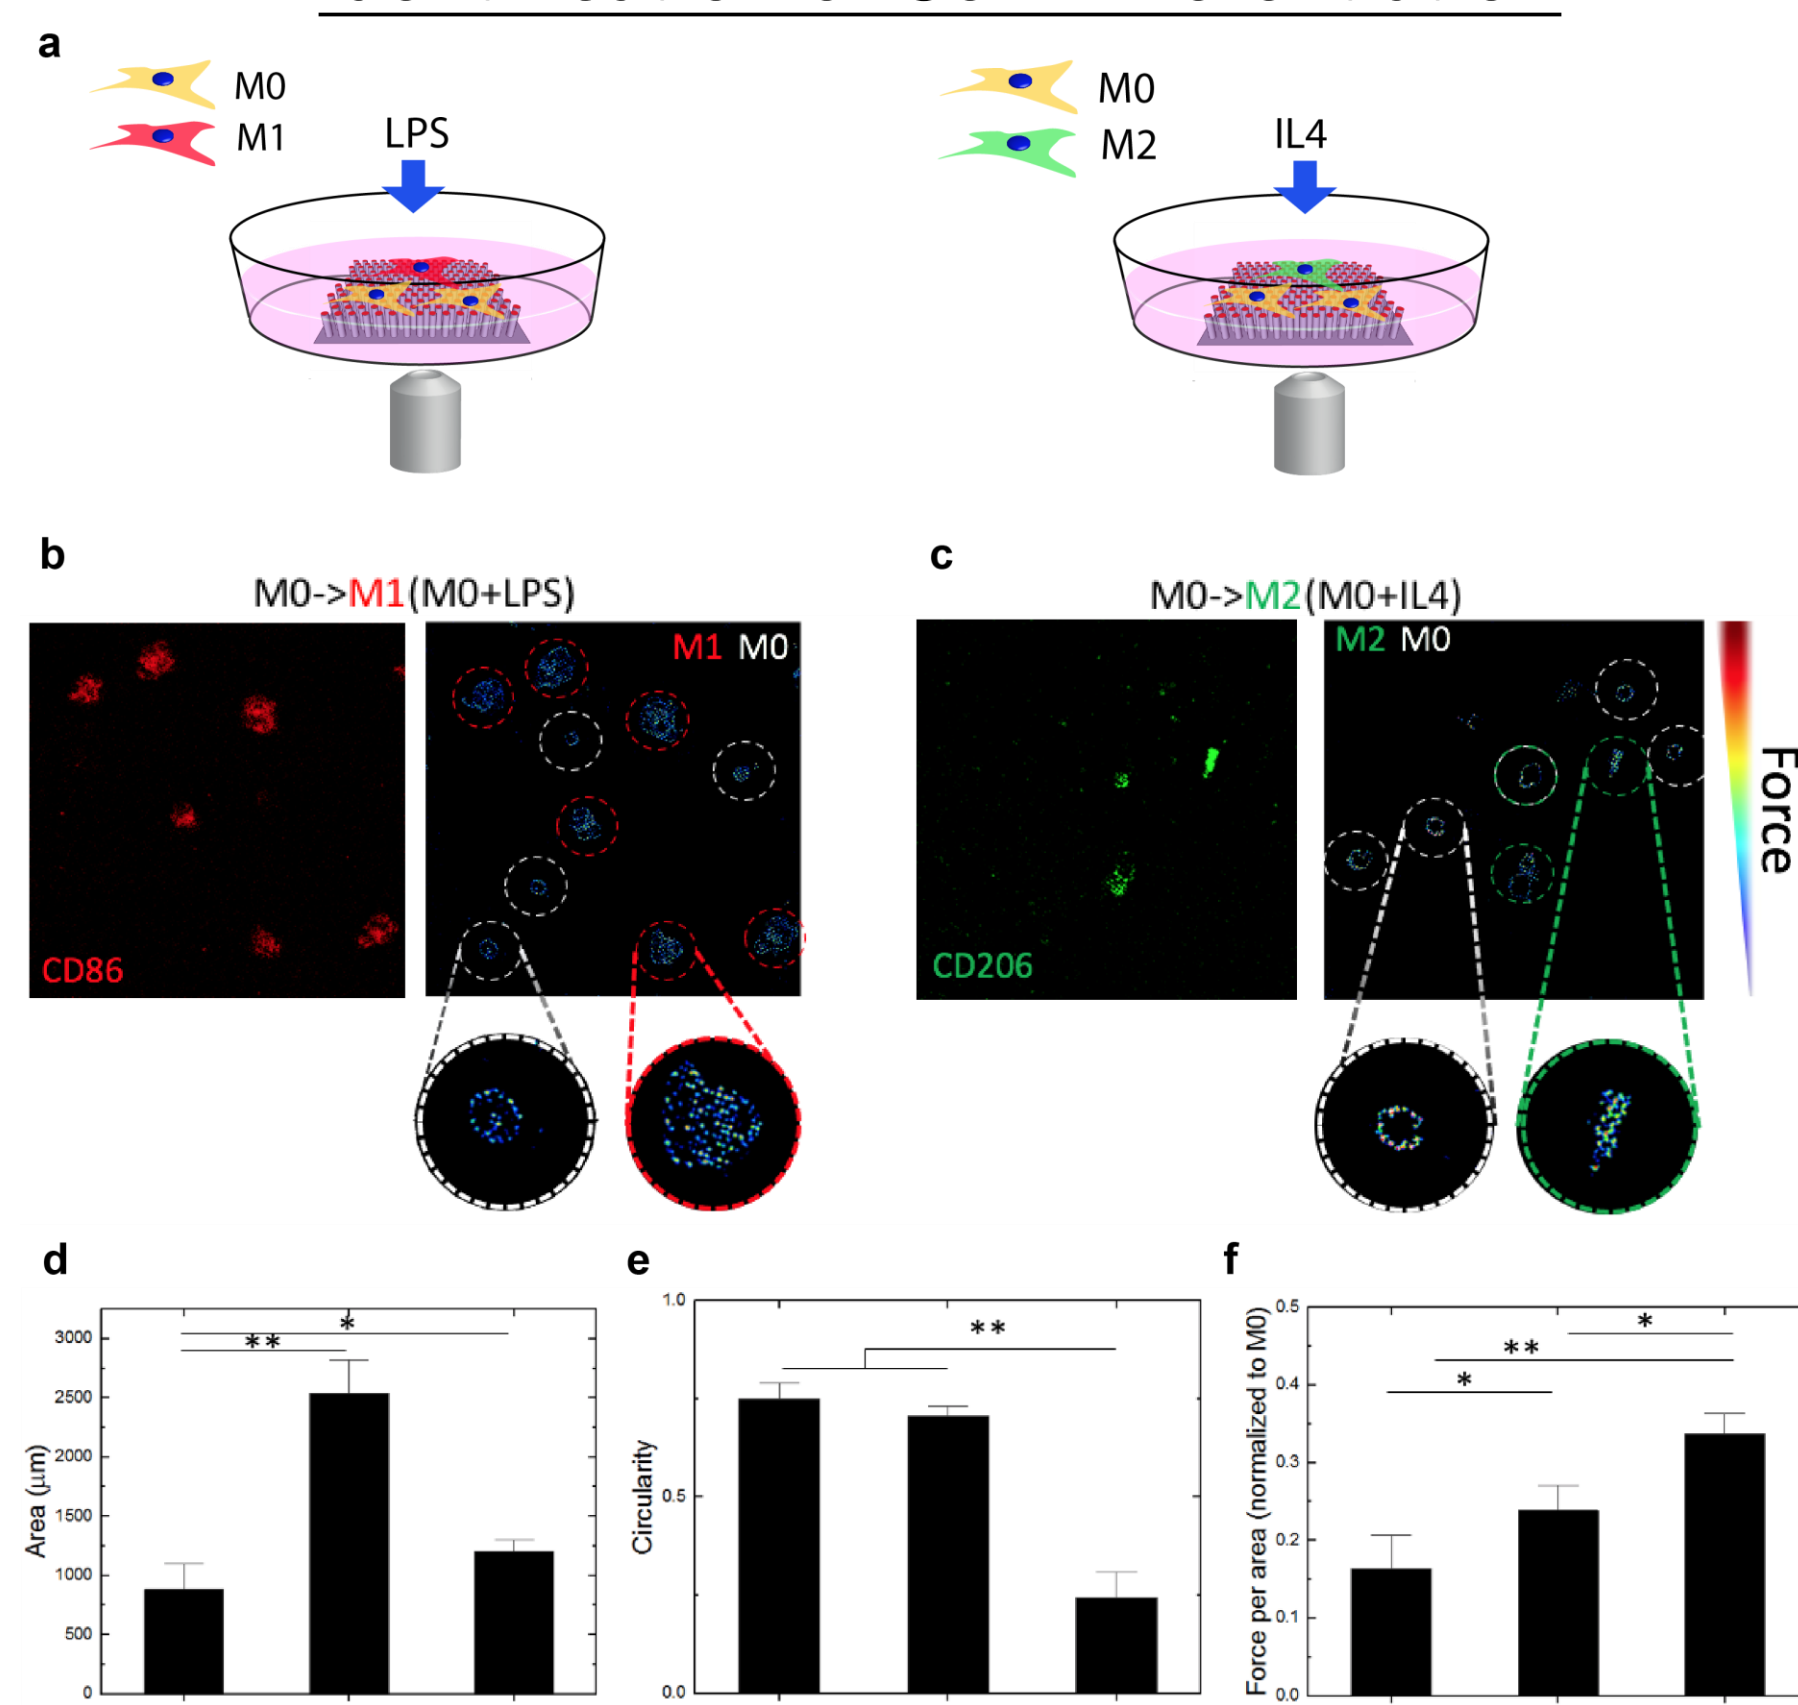 a
M0
M1
LPS
M0
M2
IL4
b
M0->M1(M0+LPS)
CD86
M1 M0
c
M0->M2(M0+IL4)
CD206
M2 M0
Force
d
Area (μm)
3000
2500
2000
1500
1000
500
0
*
**
e
Circularity
1.0
0.5
0.0
**
f
Force per area (normalized to M0)
0.5
0.4
0.3
0.2
0.1
0.0
*
**
*